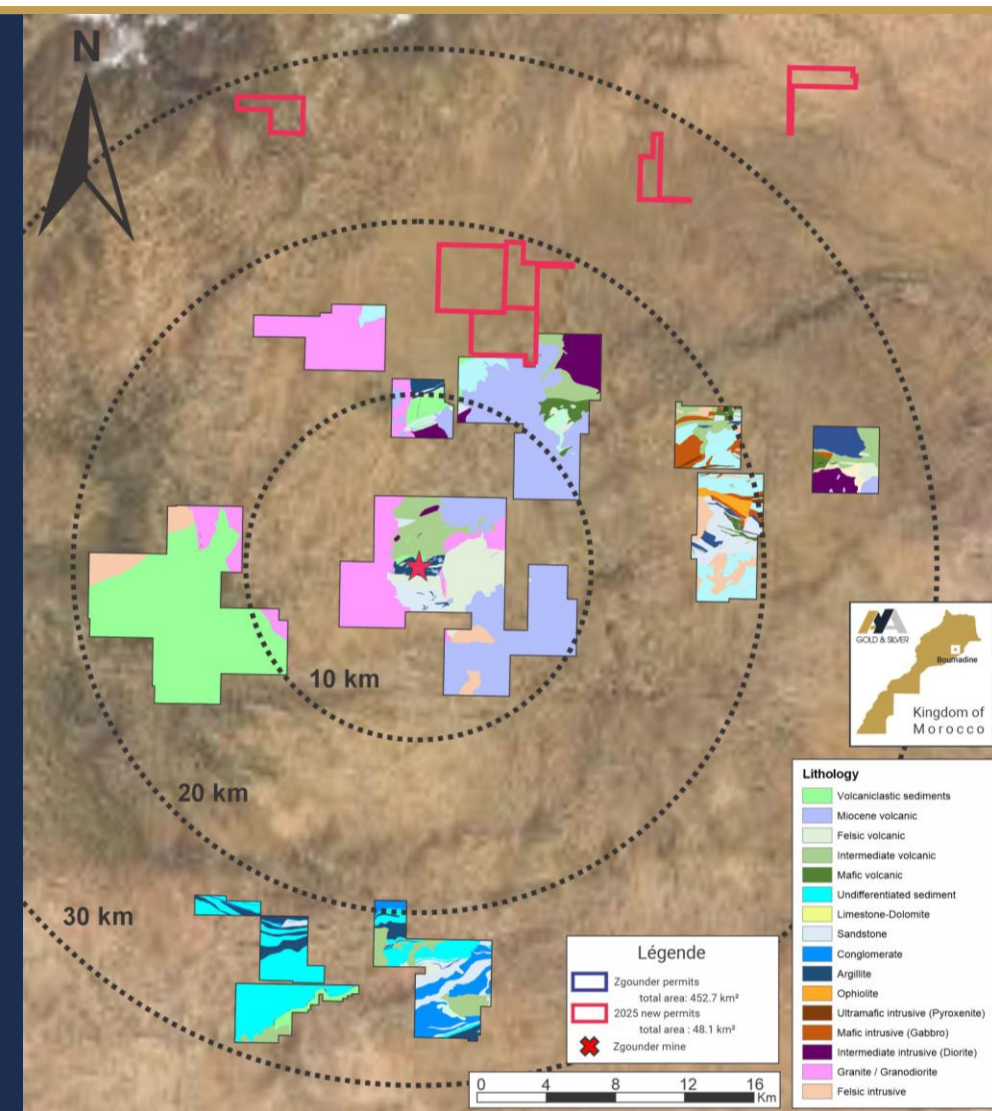 N
10 km
20 km
30 km
AYA
GOLD & SILVER
Boumadine
Kingdom of
Morocco
Lithology
Volcaniclastic sediments
Miocene volcanic
Felsic volcanic
Intermediate volcanic
Mafic volcanic
Undifferentiated sediment
Limestone-Dolomite
Sandstone
Conglomerate
Argillite
Ophiolite
Ultramafic intrusive (Pyroxenite)
Mafic intrusive (Gabbro)
Intermediate intrusive (Diorite)
Granite / Granodiorite
Felsic intrusive
Légende
Zgounder permits
total area: 452.7 km²
2025 new permits
total area : 48.1 km²
Zgounder mine
0 4 8 12 16
Km